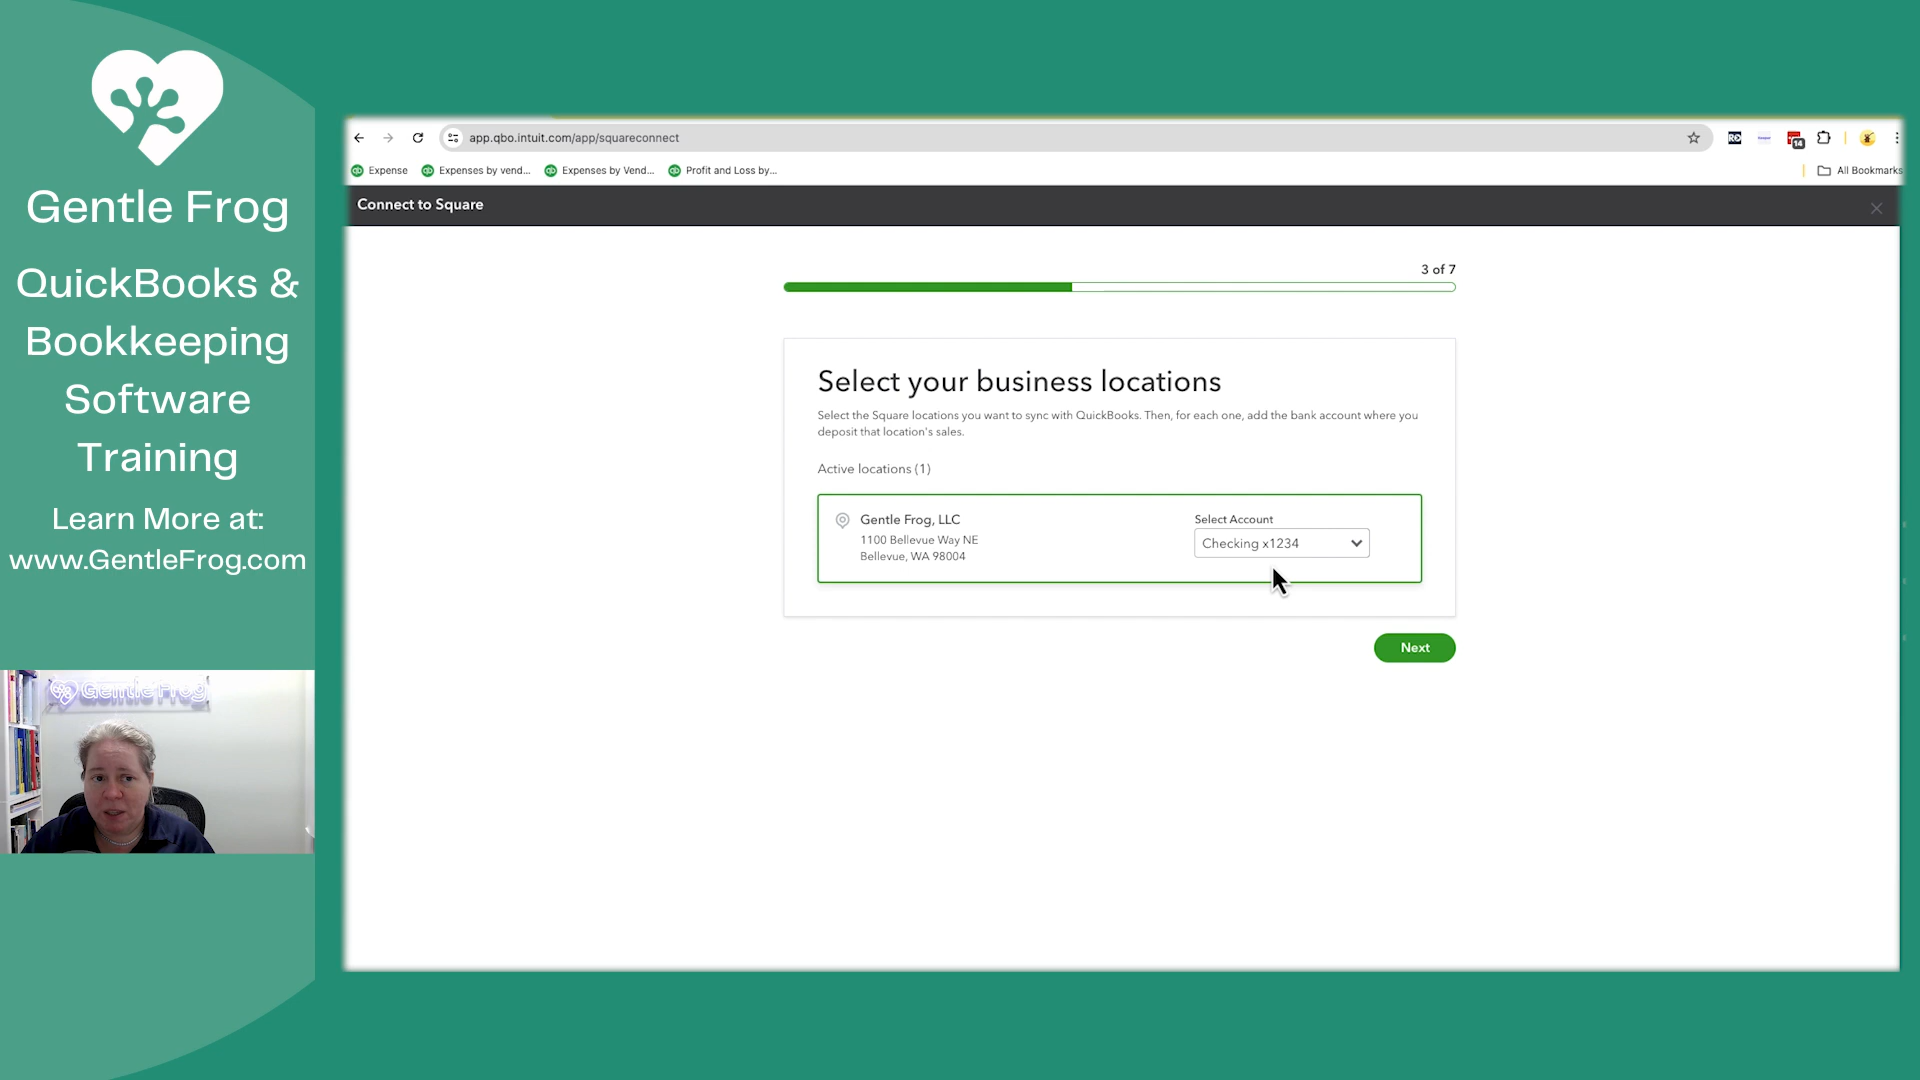 Gentle Frog
QuickBooks &
Bookkeeping
Software
Training
Learn More at:
www.GentleFrog.com
Gentle Frog
app.qbo.intuit.com/app/squareconnect
14
Expense
Expenses by vend...
Expenses by Vend...
Profit and Loss by...
All Bookmarks
Connect to Square
3 of 7
Select your business locations
Select the Square locations you want to sync with QuickBooks. Then, for each one, add the bank account where you
deposit that location's sales.
Active locations (1)
Gentle Frog, LLC
1100 Bellevue Way NE
Bellevue, WA 98004
Select Account
Checking x1234
Next